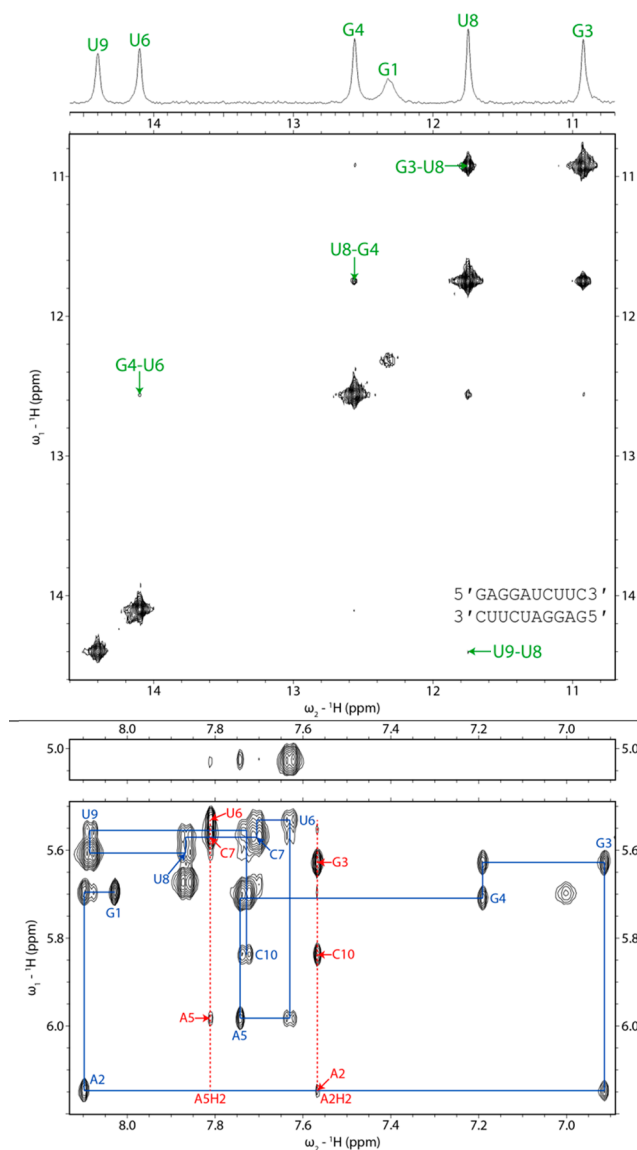 U9 U6 G4 G1 U8 G3
14 13 12 11
11 G3-U8 11
U8-G4
12 12
G4-U6
13 13
14 5'GAGGAUCUUC3' 14
3'CUUCUAGGAG5'
U9-U8
14 13 12 11
ω₁ - ¹H (ppm)
ω₂ - ¹H (ppm)
8.0 7.8 7.6 7.4 7.2 7.0
5.0 5.0
U9 U6 U6
C7 C7 G3
5.6 U8 G3 5.6
G1 G4
5.8 5.8
C10 C10
A5
6.0 A5 6.0
A2 A2
A5H2 A2H2
8.0 7.8 7.6 7.4 7.2 7.0
ω₁ - ¹H (ppm)
ω₂ - ¹H (ppm)